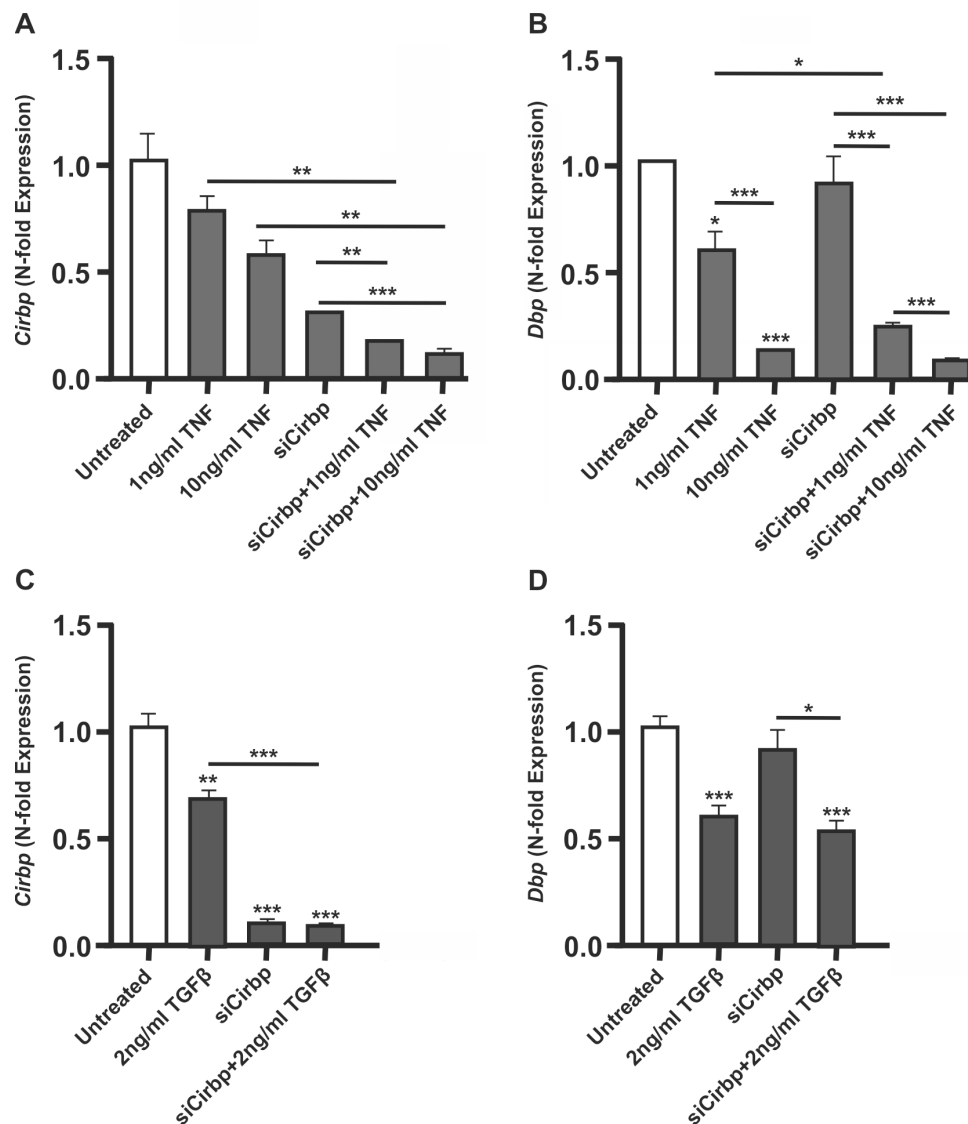 A
Cirbp (N-fold Expression)
1.5
1.0
0.5
0.0
**
**
**
***
Untreated
1ng/ml TNF
10ng/ml TNF
siCirbp
siCirbp+1ng/ml TNF
siCirbp+10ng/ml TNF
B
Dbp (N-fold Expression)
1.5
1.0
0.5
0.0
*
***
***
***
*
***
***
Untreated
1ng/ml TNF
10ng/ml TNF
siCirbp
siCirbp+1ng/ml TNF
siCirbp+10ng/ml TNF
C
Cirbp (N-fold Expression)
1.5
1.0
0.5
0.0
***
**
***
***
Untreated
2ng/ml TGFβ
siCirbp
siCirbp+2ng/ml TGFβ
D
Dbp (N-fold Expression)
1.5
1.0
0.5
0.0
*
***
***
Untreated
2ng/ml TGFβ
siCirbp
siCirbp+2ng/ml TGFβ